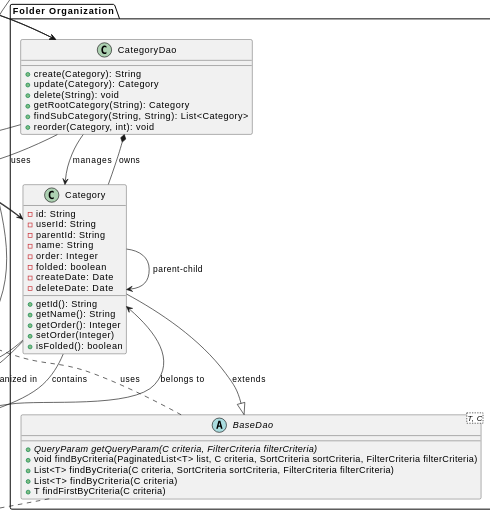 Folder Organization
C CategoryDao
create(Category): String
update(Category): Category
delete(String): void
getRootCategory(String): Category
findSubCategory(String, String): List<Category>
reorder(Category, int): void
uses
manages
owns
C Category
id: String
userId: String
parentId: String
name: String
order: Integer
folded: boolean
createDate: Date
deleteDate: Date
parent-child
getId(): String
getName(): String
getOrder(): Integer
setOrder(Integer)
isFolded(): boolean
anized in
contains
uses
belongs to
extends
A BaseDao
T, C
QueryParam getQueryParam(C criteria, FilterCriteria filterCriteria)
void findByCriteria(PaginatedList<T> list, C criteria, SortCriteria sortCriteria, FilterCriteria filterCriteria)
List<T> findByCriteria(C criteria, SortCriteria sortCriteria, FilterCriteria filterCriteria)
List<T> findByCriteria(C criteria)
T findFirstByCriteria(C criteria)